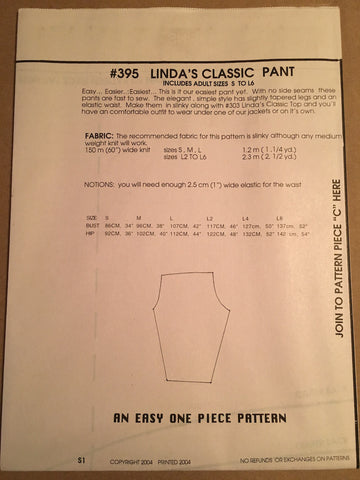 #395 LINDA'S CLASSIC PANT
INCLUDES ADULT SIZES S TO L6
Easy... Easier...Easiest... This is it our easiest pant yet. With no side seams these
pants are fast to sew. The elegant, simple style has slightly tapered legs and an
elastic waist. Make them in slinky along with #303 Linda's Classic Top and you'll
have an comfortable outfit to wear under one of our jackets or on it's own.
FABRIC: The recommended fabric for this pattern is slinky although any medium
weight knit will work.
150 m (60") wide knit sizes S, M, L 1.2 m ( 1 .1/4 yd.)
sizes L2 TO L6 2.3 m ( 2, 1/2 yd.)
NOTIONS: you will need enough 2.5 cm (1") wide elastic for the waist
SIZE S M L L2 L4 L6
BUST 86CM, 34" 96CM, 38" 107CM, 42" 117CM, 46" 127cm, 50" 137cm, 52"
HIP 92CM, 36" 102CM, 40" 112CM, 44" 122CM, 48" 132CM, 52" 142 cm, 54"
JOIN TO PATTERN PIECE "C" HERE
AN EASY ONE PIECE PATTERN
S1 COPYRIGHT 2004 PRINTED 2004 NO REFUNDS OR EXCHANGES ON PATTERNS